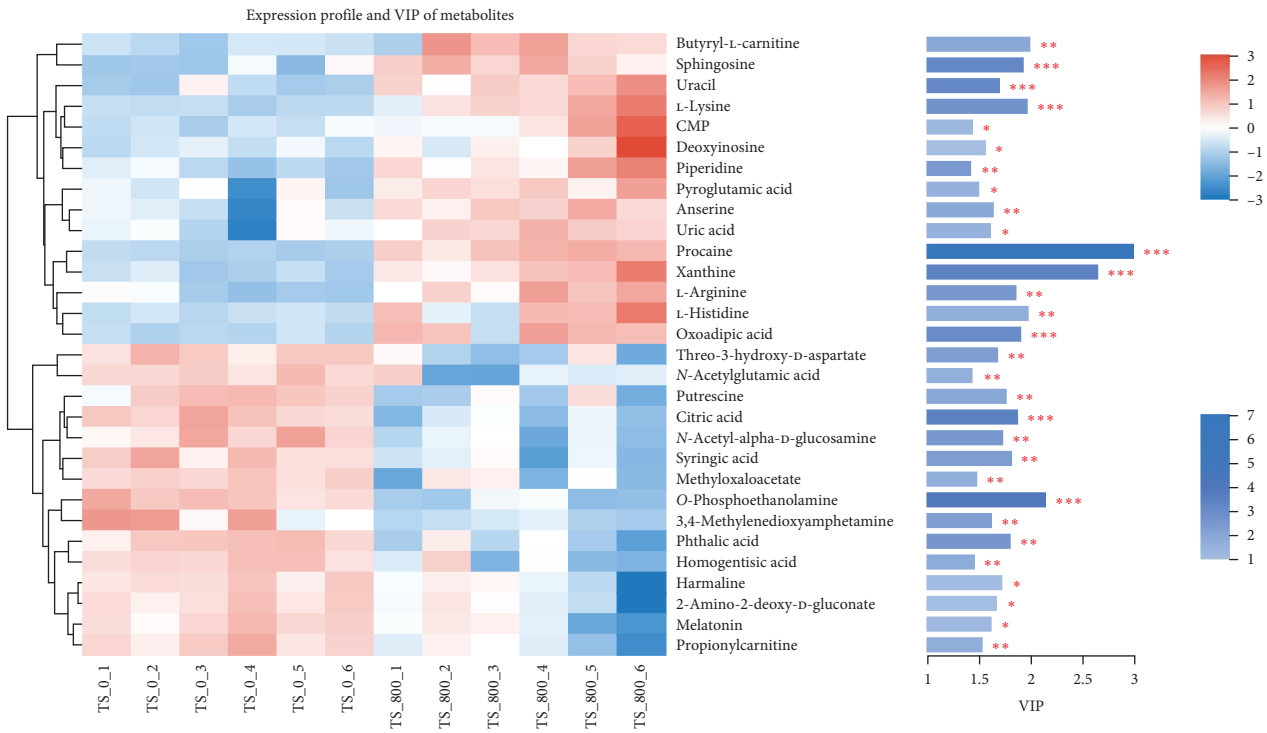 Expression profile and VIP of metabolites
Butyryl-ʟ-carnitine **
Sphingosine ***
Uracil ***
ʟ-Lysine ***
CMP *
Deoxyinosine *
Piperidine **
Pyroglutamic acid *
Anserine **
Uric acid *
Procaine ***
Xanthine ***
ʟ-Arginine **
ʟ-Histidine **
Oxoadipic acid ***
Threo-3-hydroxy-ᴅ-aspartate **
N-Acetylglutamic acid **
Putrescine **
Citric acid ***
N-Acetyl-alpha-ᴅ-glucosamine **
Syringic acid **
Methyloxaloacetate **
O-Phosphoethanolamine ***
3,4-Methylenedioxyamphetamine **
Phthalic acid **
Homogentisic acid **
Harmaline *
2-Amino-2-deoxy-ᴅ-gluconate *
Melatonin *
Propionylcarnitine **
TS_0_1
TS_0_2
TS_0_3
TS_0_4
TS_0_5
TS_0_6
TS_800_1
TS_800_2
TS_800_3
TS_800_4
TS_800_5
TS_800_6
1 1.5 2 2.5 3
VIP
3
2
1
0
−1
−2
−3
7
6
5
4
3
2
1